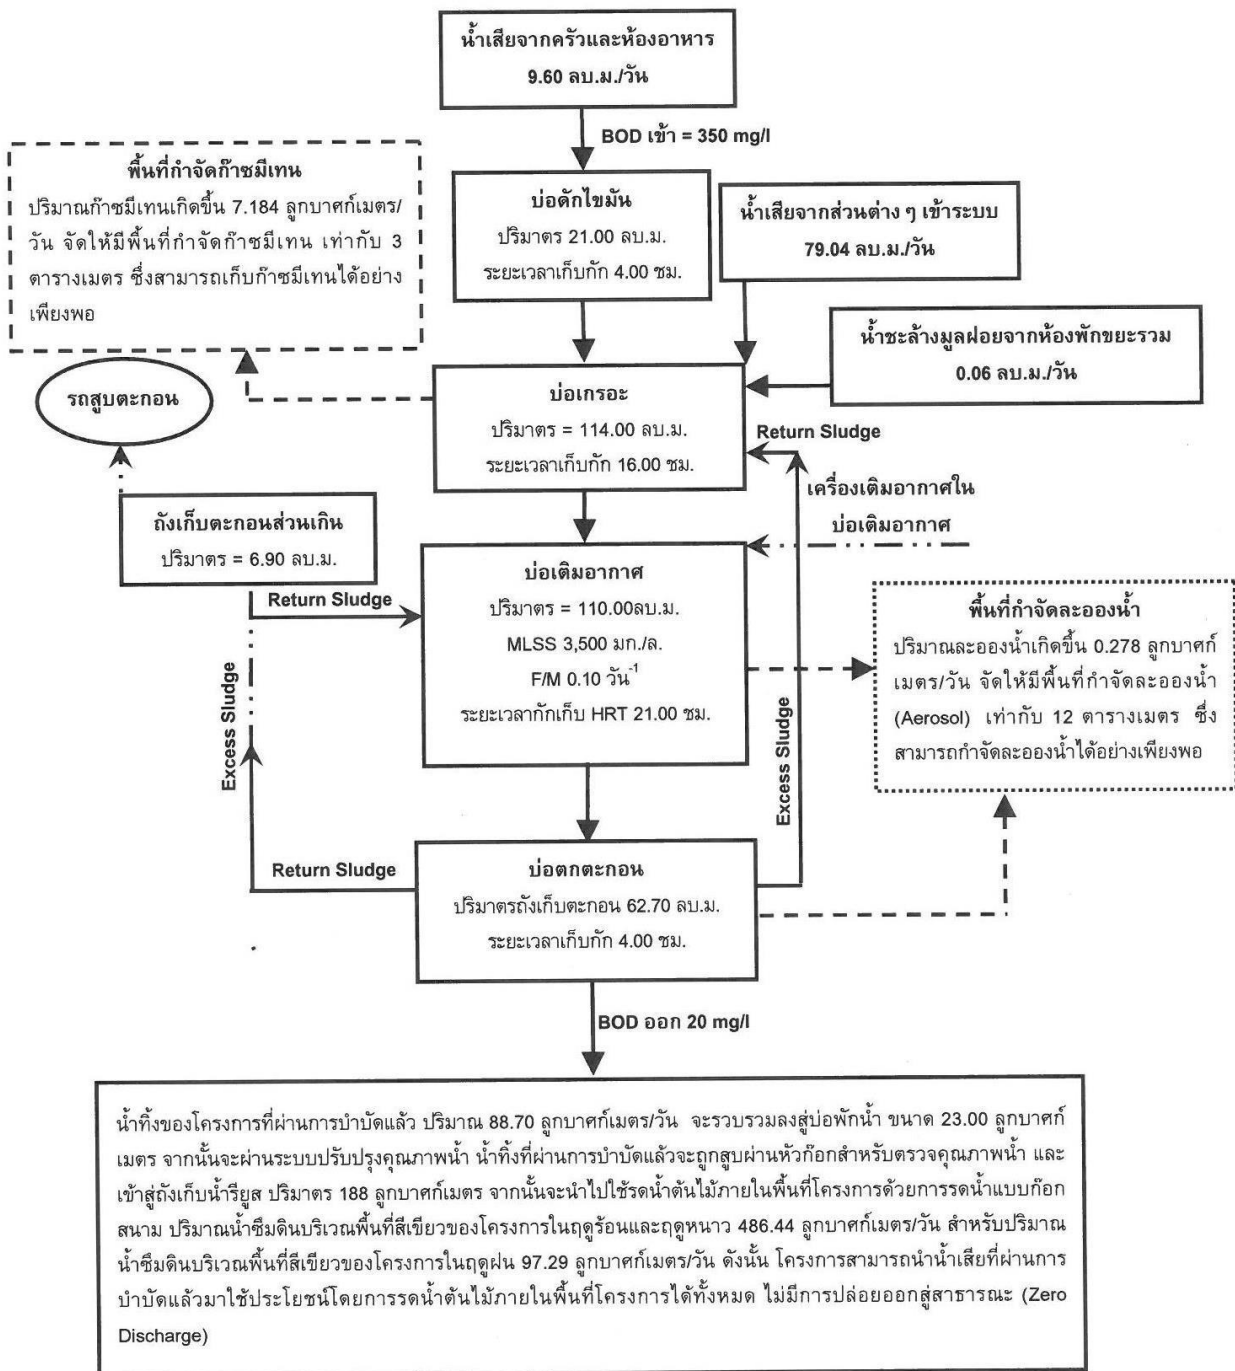 น้ำเสียจากครัวและห้องอาหาร
9.60 ลบ.ม./วัน
BOD เข้า = 350 mg/l
พื้นที่กำจัดก๊าซมีเทน
ปริมาณก๊าซมีเทนเกิดขึ้น 7.184 ลูกบาศก์เมตร/
วัน จัดให้มีพื้นที่กำจัดก๊าซมีเทน เท่ากับ 3
ตารางเมตร ซึ่งสามารถเก็บก๊าซมีเทนได้อย่าง
เพียงพอ
บ่อดักไขมัน
ปริมาตร 21.00 ลบ.ม.
ระยะเวลาเก็บกัก 4.00 ชม.
น้ำเสียจากส่วนต่าง ๆ เข้าระบบ
79.04 ลบ.ม./วัน
น้ำชะล้างมูลฝอยจากห้องพักขยะรวม
0.06 ลบ.ม./วัน
รถสูบตะกอน
บ่อเกรอะ
ปริมาตร = 114.00 ลบ.ม.
ระยะเวลาเก็บกัก 16.00 ชม.
Return Sludge
เครื่องเติมอากาศใน
บ่อเติมอากาศ
ถังเก็บตะกอนส่วนเกิน
ปริมาตร = 6.90 ลบ.ม.
Return Sludge
บ่อเติมอากาศ
ปริมาตร = 110.00ลบ.ม.
MLSS 3,500 มก./ล.
F/M 0.10 วัน⁻¹
ระยะเวลากักเก็บ HRT 21.00 ชม.
พื้นที่กำจัดละอองน้ำ
ปริมาณละอองน้ำเกิดขึ้น 0.278 ลูกบาศก์
เมตร/วัน จัดให้มีพื้นที่กำจัดละอองน้ำ
(Aerosol) เท่ากับ 12 ตารางเมตร ซึ่ง
สามารถกำจัดละอองน้ำได้อย่างเพียงพอ
Excess Sludge
Excess Sludge
Return Sludge
บ่อตกตะกอน
ปริมาตรถังเก็บตะกอน 62.70 ลบ.ม.
ระยะเวลาเก็บกัก 4.00 ชม.
BOD ออก 20 mg/l
น้ำทิ้งของโครงการที่ผ่านการบำบัดแล้ว ปริมาณ 88.70 ลูกบาศก์เมตร/วัน จะรวบรวมลงสู่บ่อพักน้ำ ขนาด 23.00 ลูกบาศก์
เมตร จากนั้นจะผ่านระบบปรับปรุงคุณภาพน้ำ น้ำทิ้งที่ผ่านการบำบัดแล้วจะถูกสูบผ่านหัวก๊อกสำหรับตรวจคุณภาพน้ำ และ
เข้าสู่ถังเก็บน้ำรียูส ปริมาตร 188 ลูกบาศก์เมตร จากนั้นจะนำไปใช้รดน้ำต้นไม้ภายในพื้นที่โครงการด้วยการรดน้ำแบบก๊อก
สนาม ปริมาณน้ำซึมดินบริเวณพื้นที่สีเขียวของโครงการในฤดูร้อนและฤดูหนาว 486.44 ลูกบาศก์เมตร/วัน สำหรับปริมาณ
น้ำซึมดินบริเวณพื้นที่สีเขียวของโครงการในฤดูฝน 97.29 ลูกบาศก์เมตร/วัน ดังนั้น โครงการสามารถนำน้ำเสียที่ผ่านการ
บำบัดแล้วมาใช้ประโยชน์โดยการรดน้ำต้นไม้ภายในพื้นที่โครงการได้ทั้งหมด ไม่มีการปล่อยออกสู่สาธารณะ (Zero
Discharge)